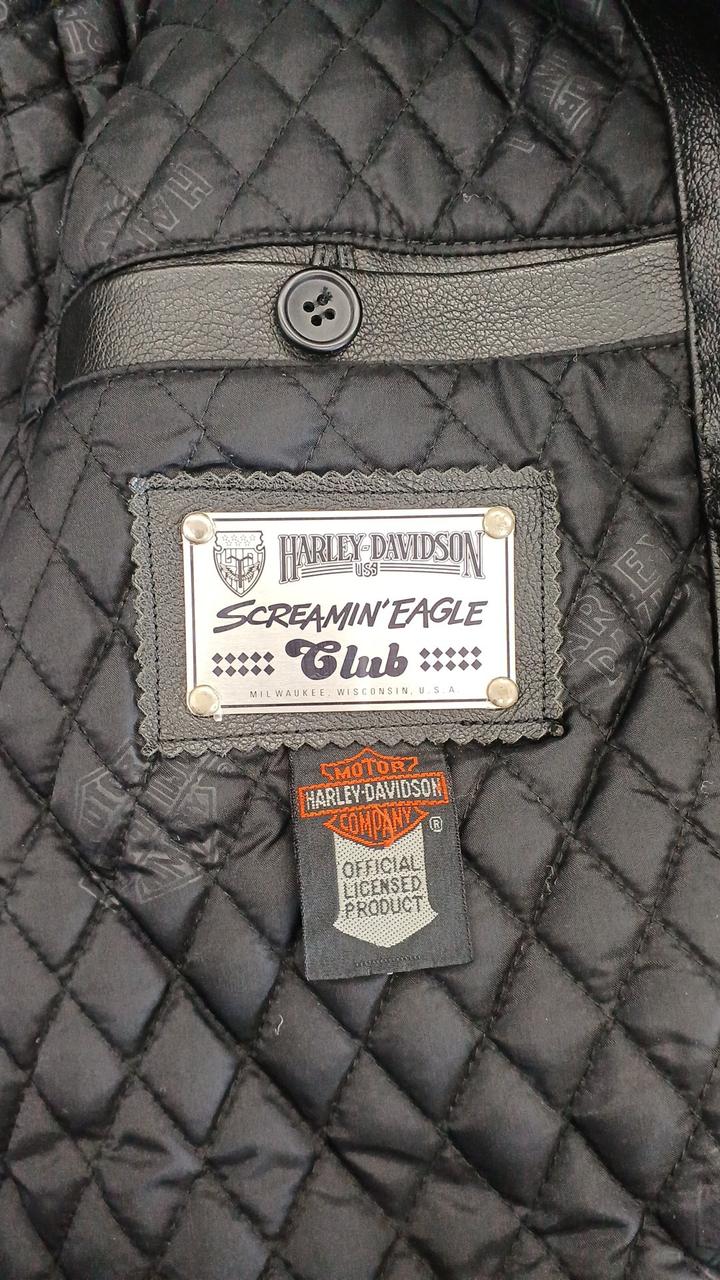 HARLEY-DAVIDSON
USA
SCREAMIN' EAGLE
Club
MILWAUKEE, WISCONSIN, U.S.A.
MOTOR
HARLEY-DAVIDSON
COMPANY ®
OFFICIAL
LICENSED
PRODUCT